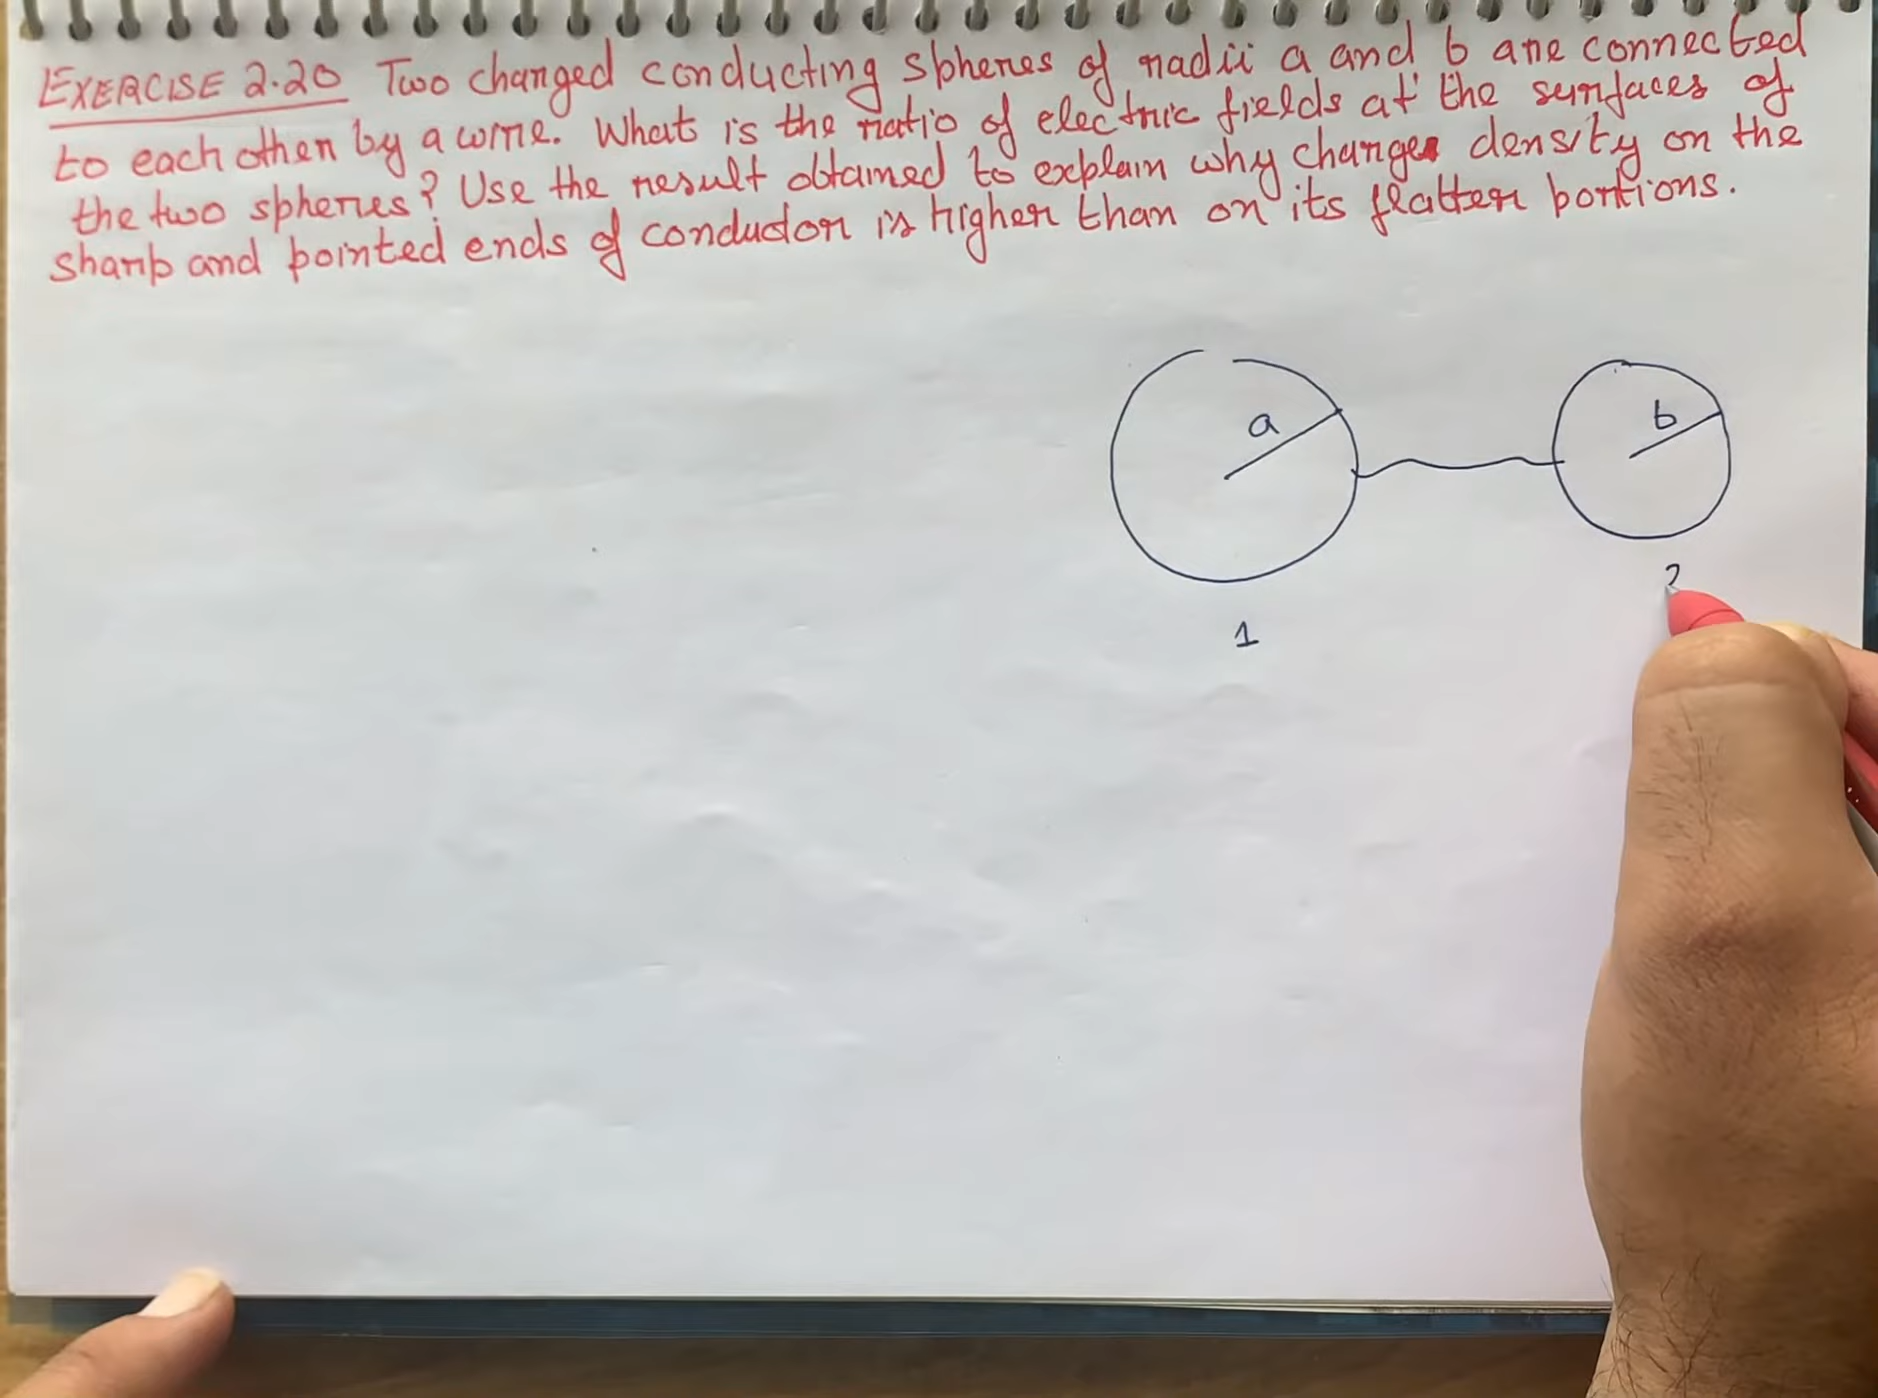 EXERCISE 2.20 Two charged conducting spheres of radii a and b are connected
to each other by a wire. What is the ratio of electric fields at the surfaces of
the two spheres? Use the result obtained to explain why charge density on the
sharp and pointed ends of conductor is higher than on its flatter portions.
a
b
1
2